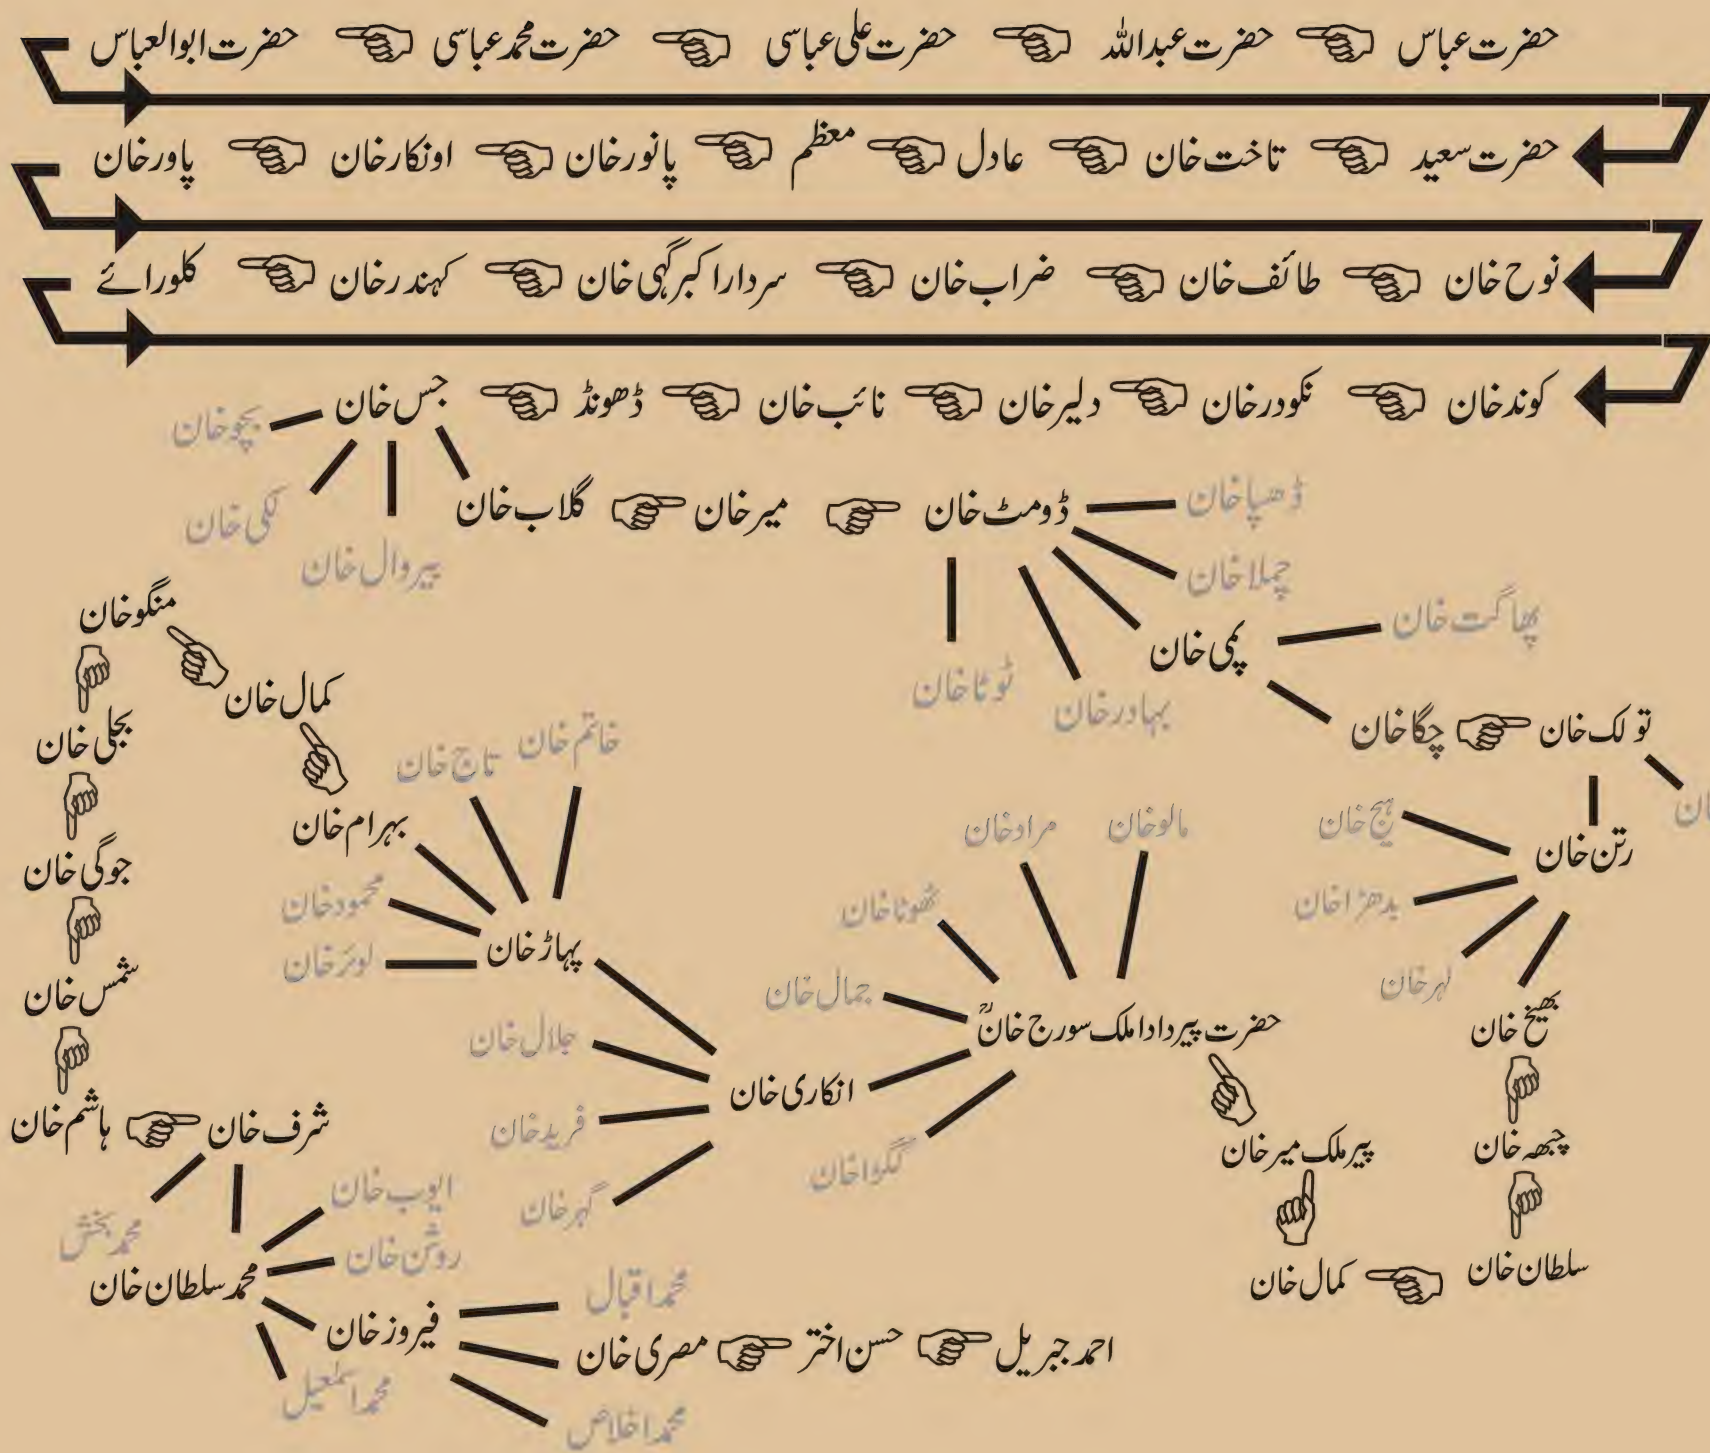 حضرت عباس حضرت عبداللہ حضرت علی عباسی حضرت محمد عباسی حضرت ابوالعباس
حضرت سعید تاخت خان عادل معظم پانور خان اونکار خان پاور خان
نوح خان طائف خان ضراب خان سردار اکبر گہی خان کہندر خان کلورائے
کوند خان نکودر خان دلیر خان نائب خان ڈھونڈ جس خان
بچو خان
لکی خان
پیروال خان
گلاب خان میر خان ڈومٹ خان ڈھپا خان
چملا خان
پمی خان
بہادر خان
ٹوٹا خان
پھاگت خان
چگا خان تولک خان
رتن خان
ہیج خان
بدھڑا خان
لہر خان
بھیخ خان
چبھہ خان
سلطان خان
کمال خان
پیر ملک میر خان
حضرت پیر دادا ملک سورج خانؒ
مالو خان
مراد خان
ٹھوٹا خان
جمال خان
گکڑا خان
انکاری خان
جلال خان
فرید خان
گہر خان
پہاڑ خان
خاتم خان
تاج خان
محمود خان
لوئر خان
بہرام خان
کمال خان
منگو خان
بجلی خان
جوگی خان
شمس خان
ہاشم خان
شرف خان
محمد بخش
محمد سلطان خان
ایوب خان
روشن خان
محمد اسمٰعیل
فیروز خان
محمد اقبال
محمد اخلاص
مصری خان حسن اختر احمد جبریل